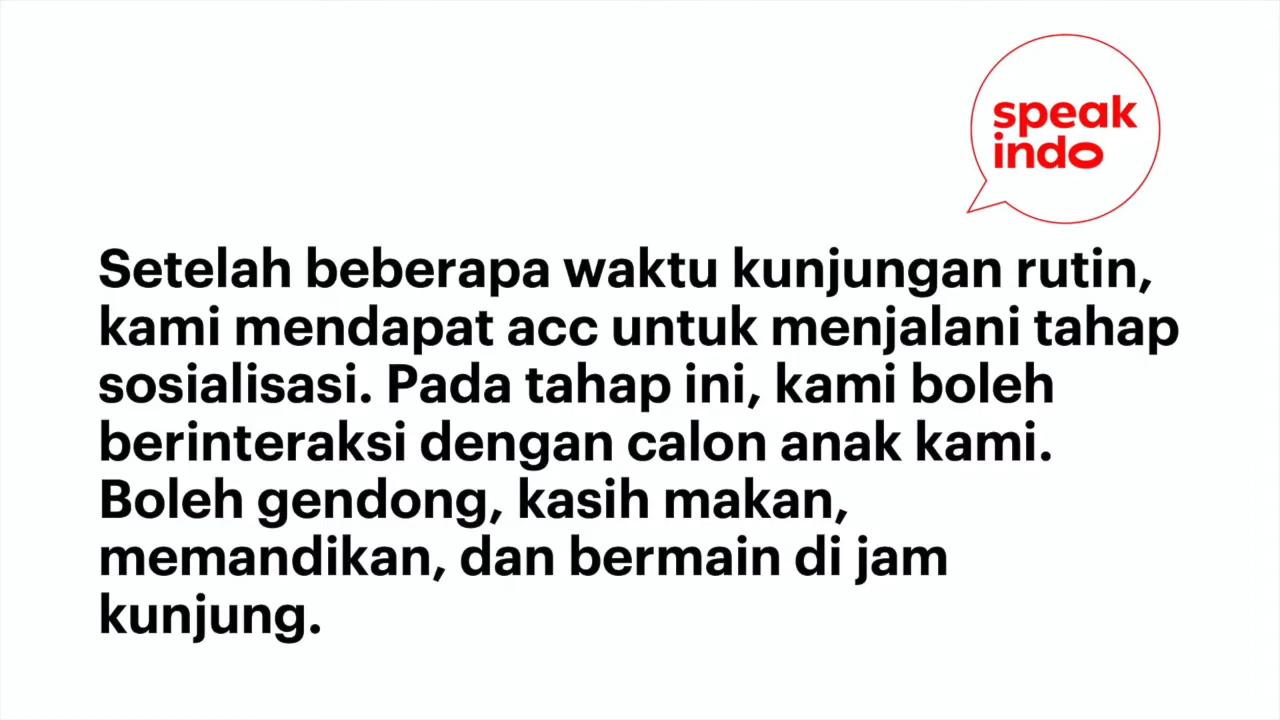 speak
indo
Setelah beberapa waktu kunjungan rutin,
kami mendapat acc untuk menjalani tahap
sosialisasi. Pada tahap ini, kami boleh
berinteraksi dengan calon anak kami.
Boleh gendong, kasih makan,
memandikan, dan bermain di jam
kunjung.